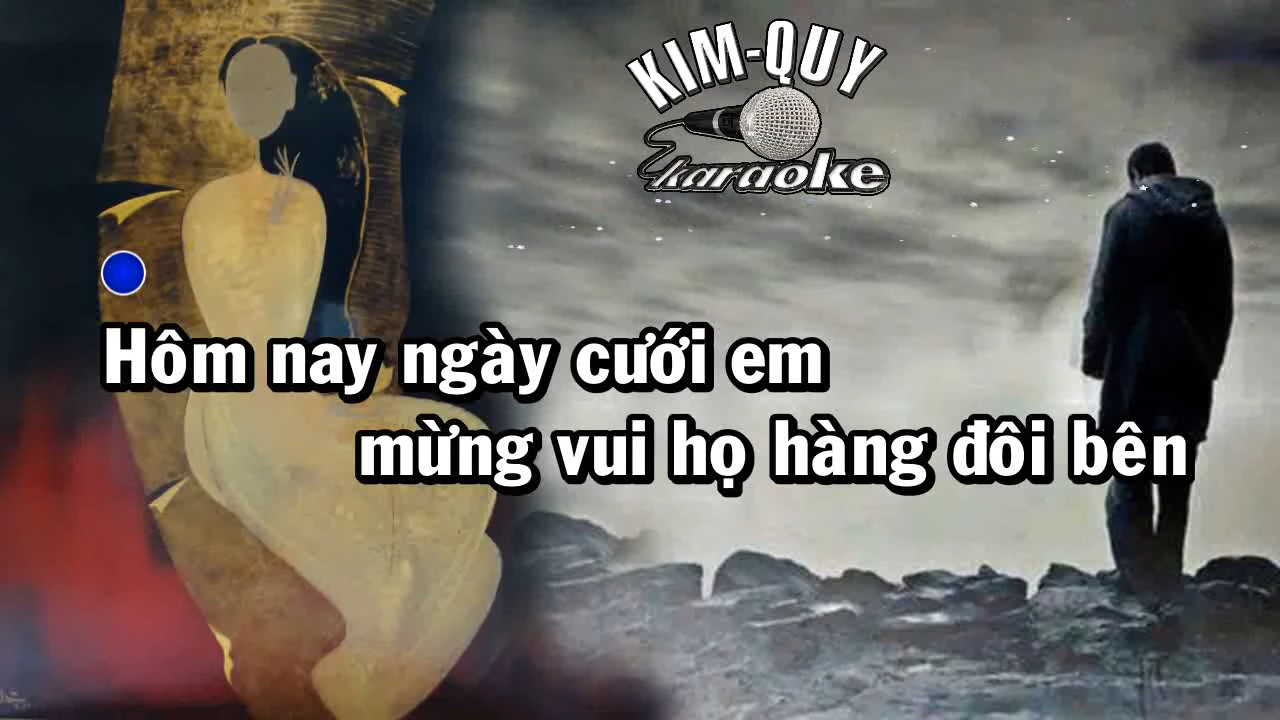 KIM-QUY
karaoke
Hôm nay ngày cưới em
mừng vui họ hàng đôi bên